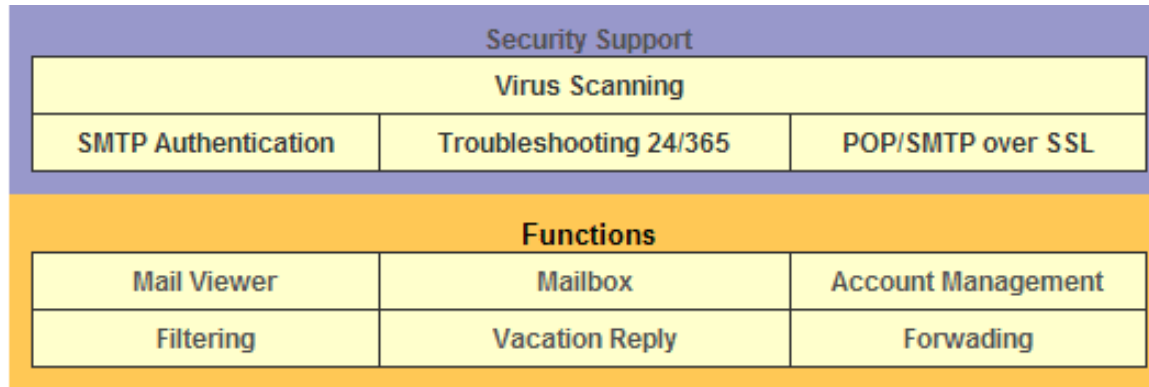 Security Support
Virus Scanning
SMTP Authentication Troubleshooting 24/365 POP/SMTP over SSL
Functions
Mail Viewer Mailbox Account Management
Filtering Vacation Reply Forwading